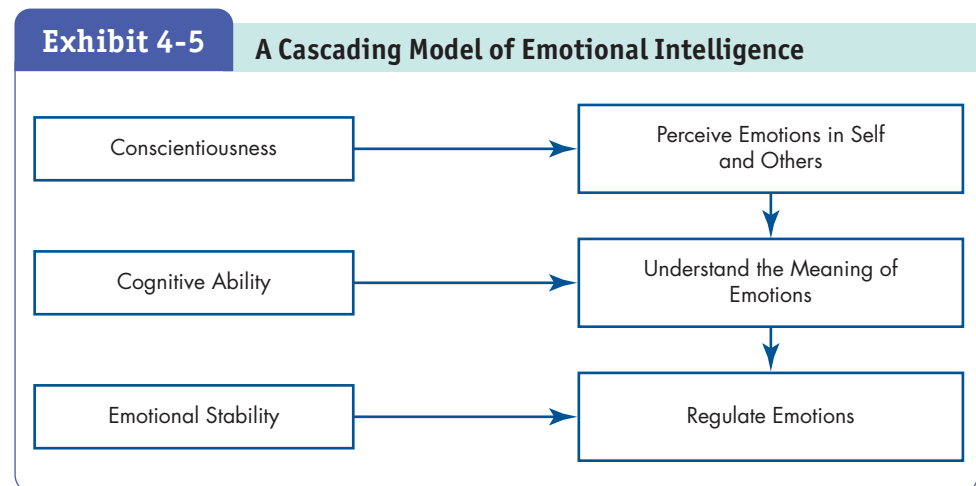 Exhibit 4-5
A Cascading Model of Emotional Intelligence
Conscientiousness
Perceive Emotions in Self
and Others
Cognitive Ability
Understand the Meaning of
Emotions
Emotional Stability
Regulate Emotions